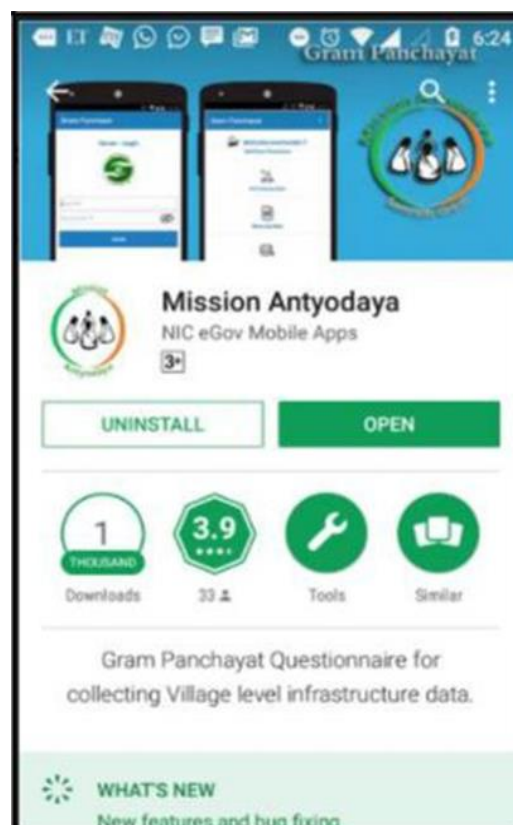 ET 6:24
Gram Panchayat
Mission Antyodaya
NIC eGov Mobile Apps
3+
UNINSTALL OPEN
1 3.9
THOUSAND
Downloads 33 Tools Similar
Gram Panchayat Questionnaire for
collecting Village level infrastructure data.
WHAT'S NEW
New features and bug fixing